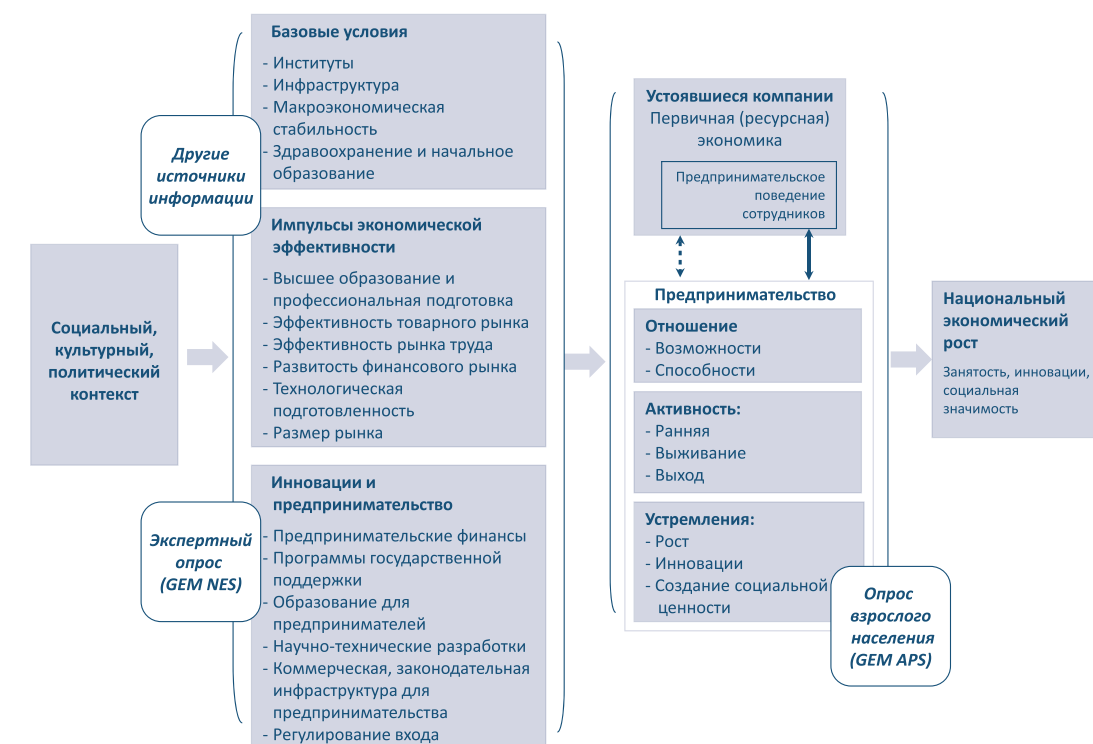 Социальный,
культурный,
политический
контекст
Другие
источники
информации
Экспертный
опрос
(GEM NES)
Базовые условия
- Институты
- Инфраструктура
- Макроэкономическая
стабильность
- Здравоохранение и начальное
образование
Импульсы экономической
эффективности
- Высшее образование и
профессиональная подготовка
- Эффективность товарного рынка
- Эффективность рынка труда
- Развитость финансового рынка
- Технологическая
подготовленность
- Размер рынка
Инновации и
предпринимательство
- Предпринимательские финансы
- Программы государственной
поддержки
- Образование для
предпринимателей
- Научно-технические разработки
- Коммерческая, законодательная
инфраструктура для
предпринимательства
- Регулирование входа
Устоявшиеся компании
Первичная (ресурсная)
экономика
Предпринимательское
поведение
сотрудников
Предпринимательство
Отношение
- Возможности
- Способности
Активность:
- Ранняя
- Выживание
- Выход
Устремления:
- Рост
- Инновации
- Создание социальной
ценности
Опрос
взрослого
населения
(GEM APS)
Национальный
экономический
рост
Занятость, инновации,
социальная
значимость